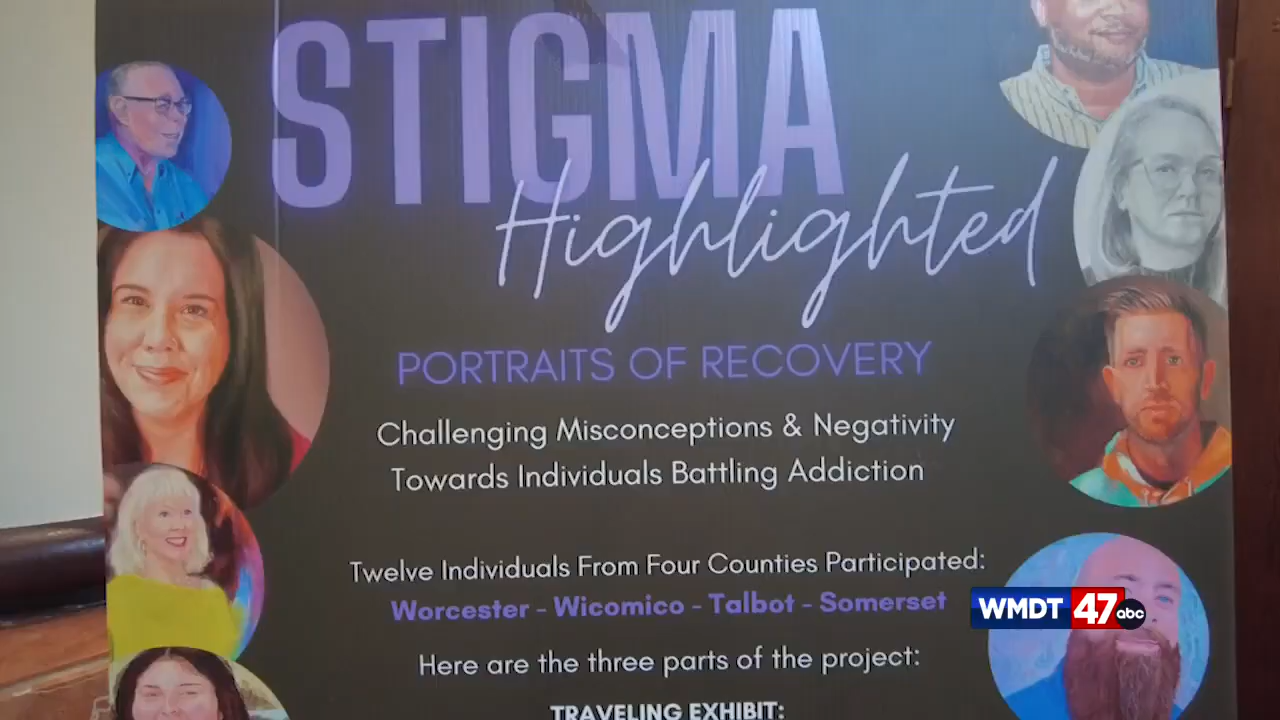 STIGMA
Highlighted
PORTRAITS OF RECOVERY
Challenging Misconceptions & Negativity
Towards Individuals Battling Addiction
Twelve Individuals From Four Counties Participated:
Worcester - Wicomico - Talbot - Somerset
WMDT 47 abc
Here are the three parts of the project:
TRAVELING EXHIBIT: